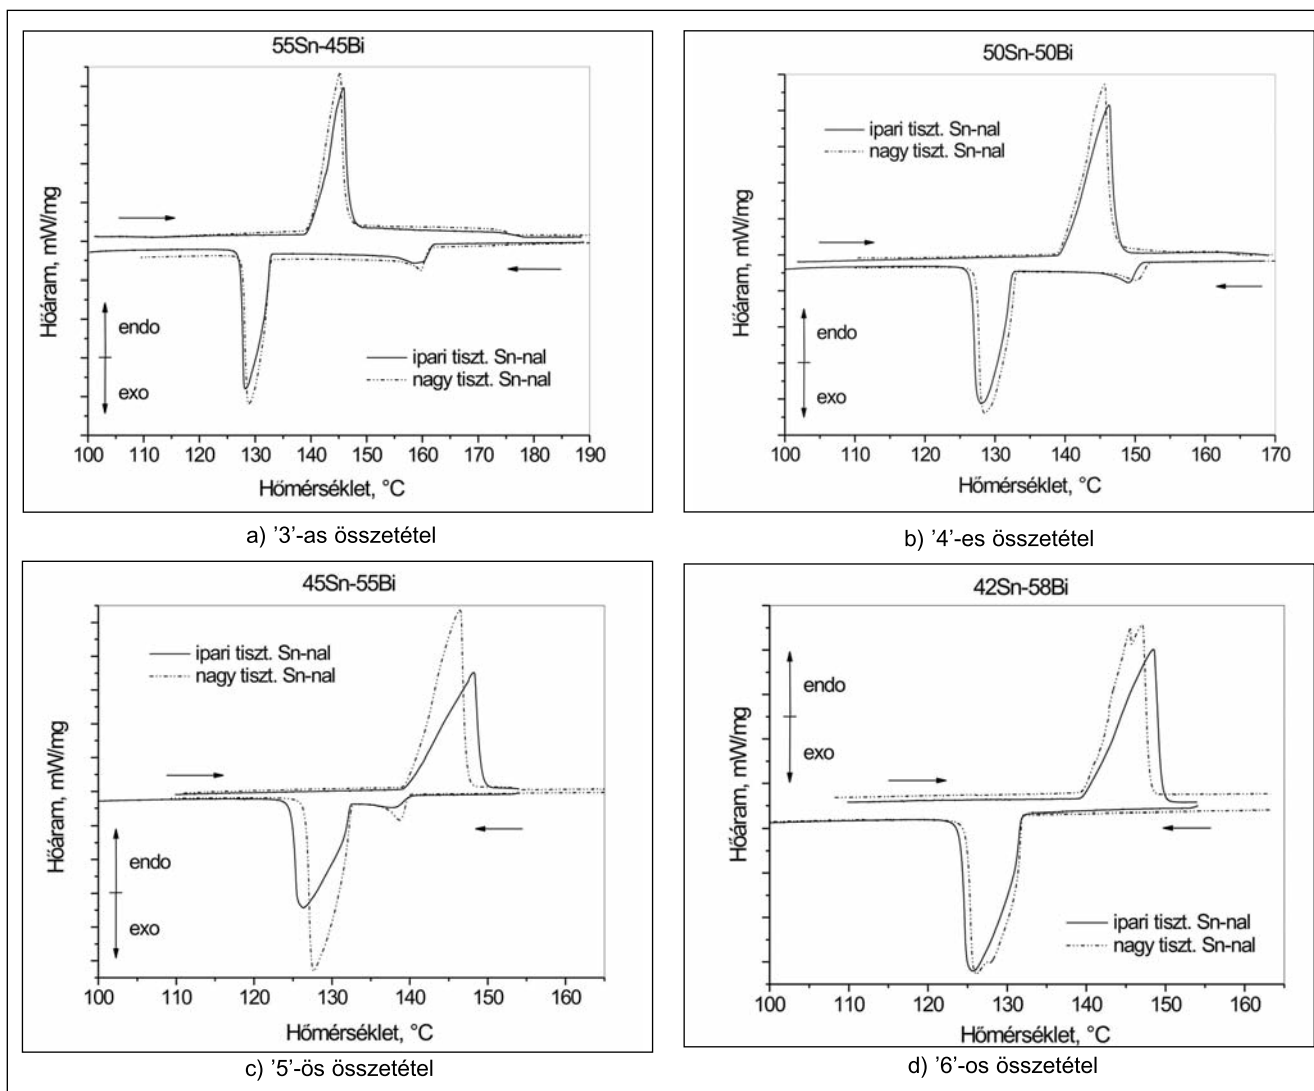 55Sn-45Bi
Hőáram, mW/mg
endo
exo
ipari tiszt. Sn-nal
nagy tiszt. Sn-nal
100 110 120 130 140 150 160 170 180 190
Hőmérséklet, °C
a) ’3’-as összetétel
50Sn-50Bi
Hőáram, mW/mg
ipari tiszt. Sn-nal
nagy tiszt. Sn-nal
endo
exo
100 110 120 130 140 150 160 170
Hőmérséklet, °C
b) ’4’-es összetétel
45Sn-55Bi
Hőáram, mW/mg
ipari tiszt. Sn-nal
nagy tiszt. Sn-nal
endo
exo
100 110 120 130 140 150 160
Hőmérséklet, °C
c) ’5’-ös összetétel
42Sn-58Bi
Hőáram, mW/mg
endo
exo
ipari tiszt. Sn-nal
nagy tiszt. Sn-nal
100 110 120 130 140 150 160
Hőmérséklet, °C
d) ’6’-os összetétel